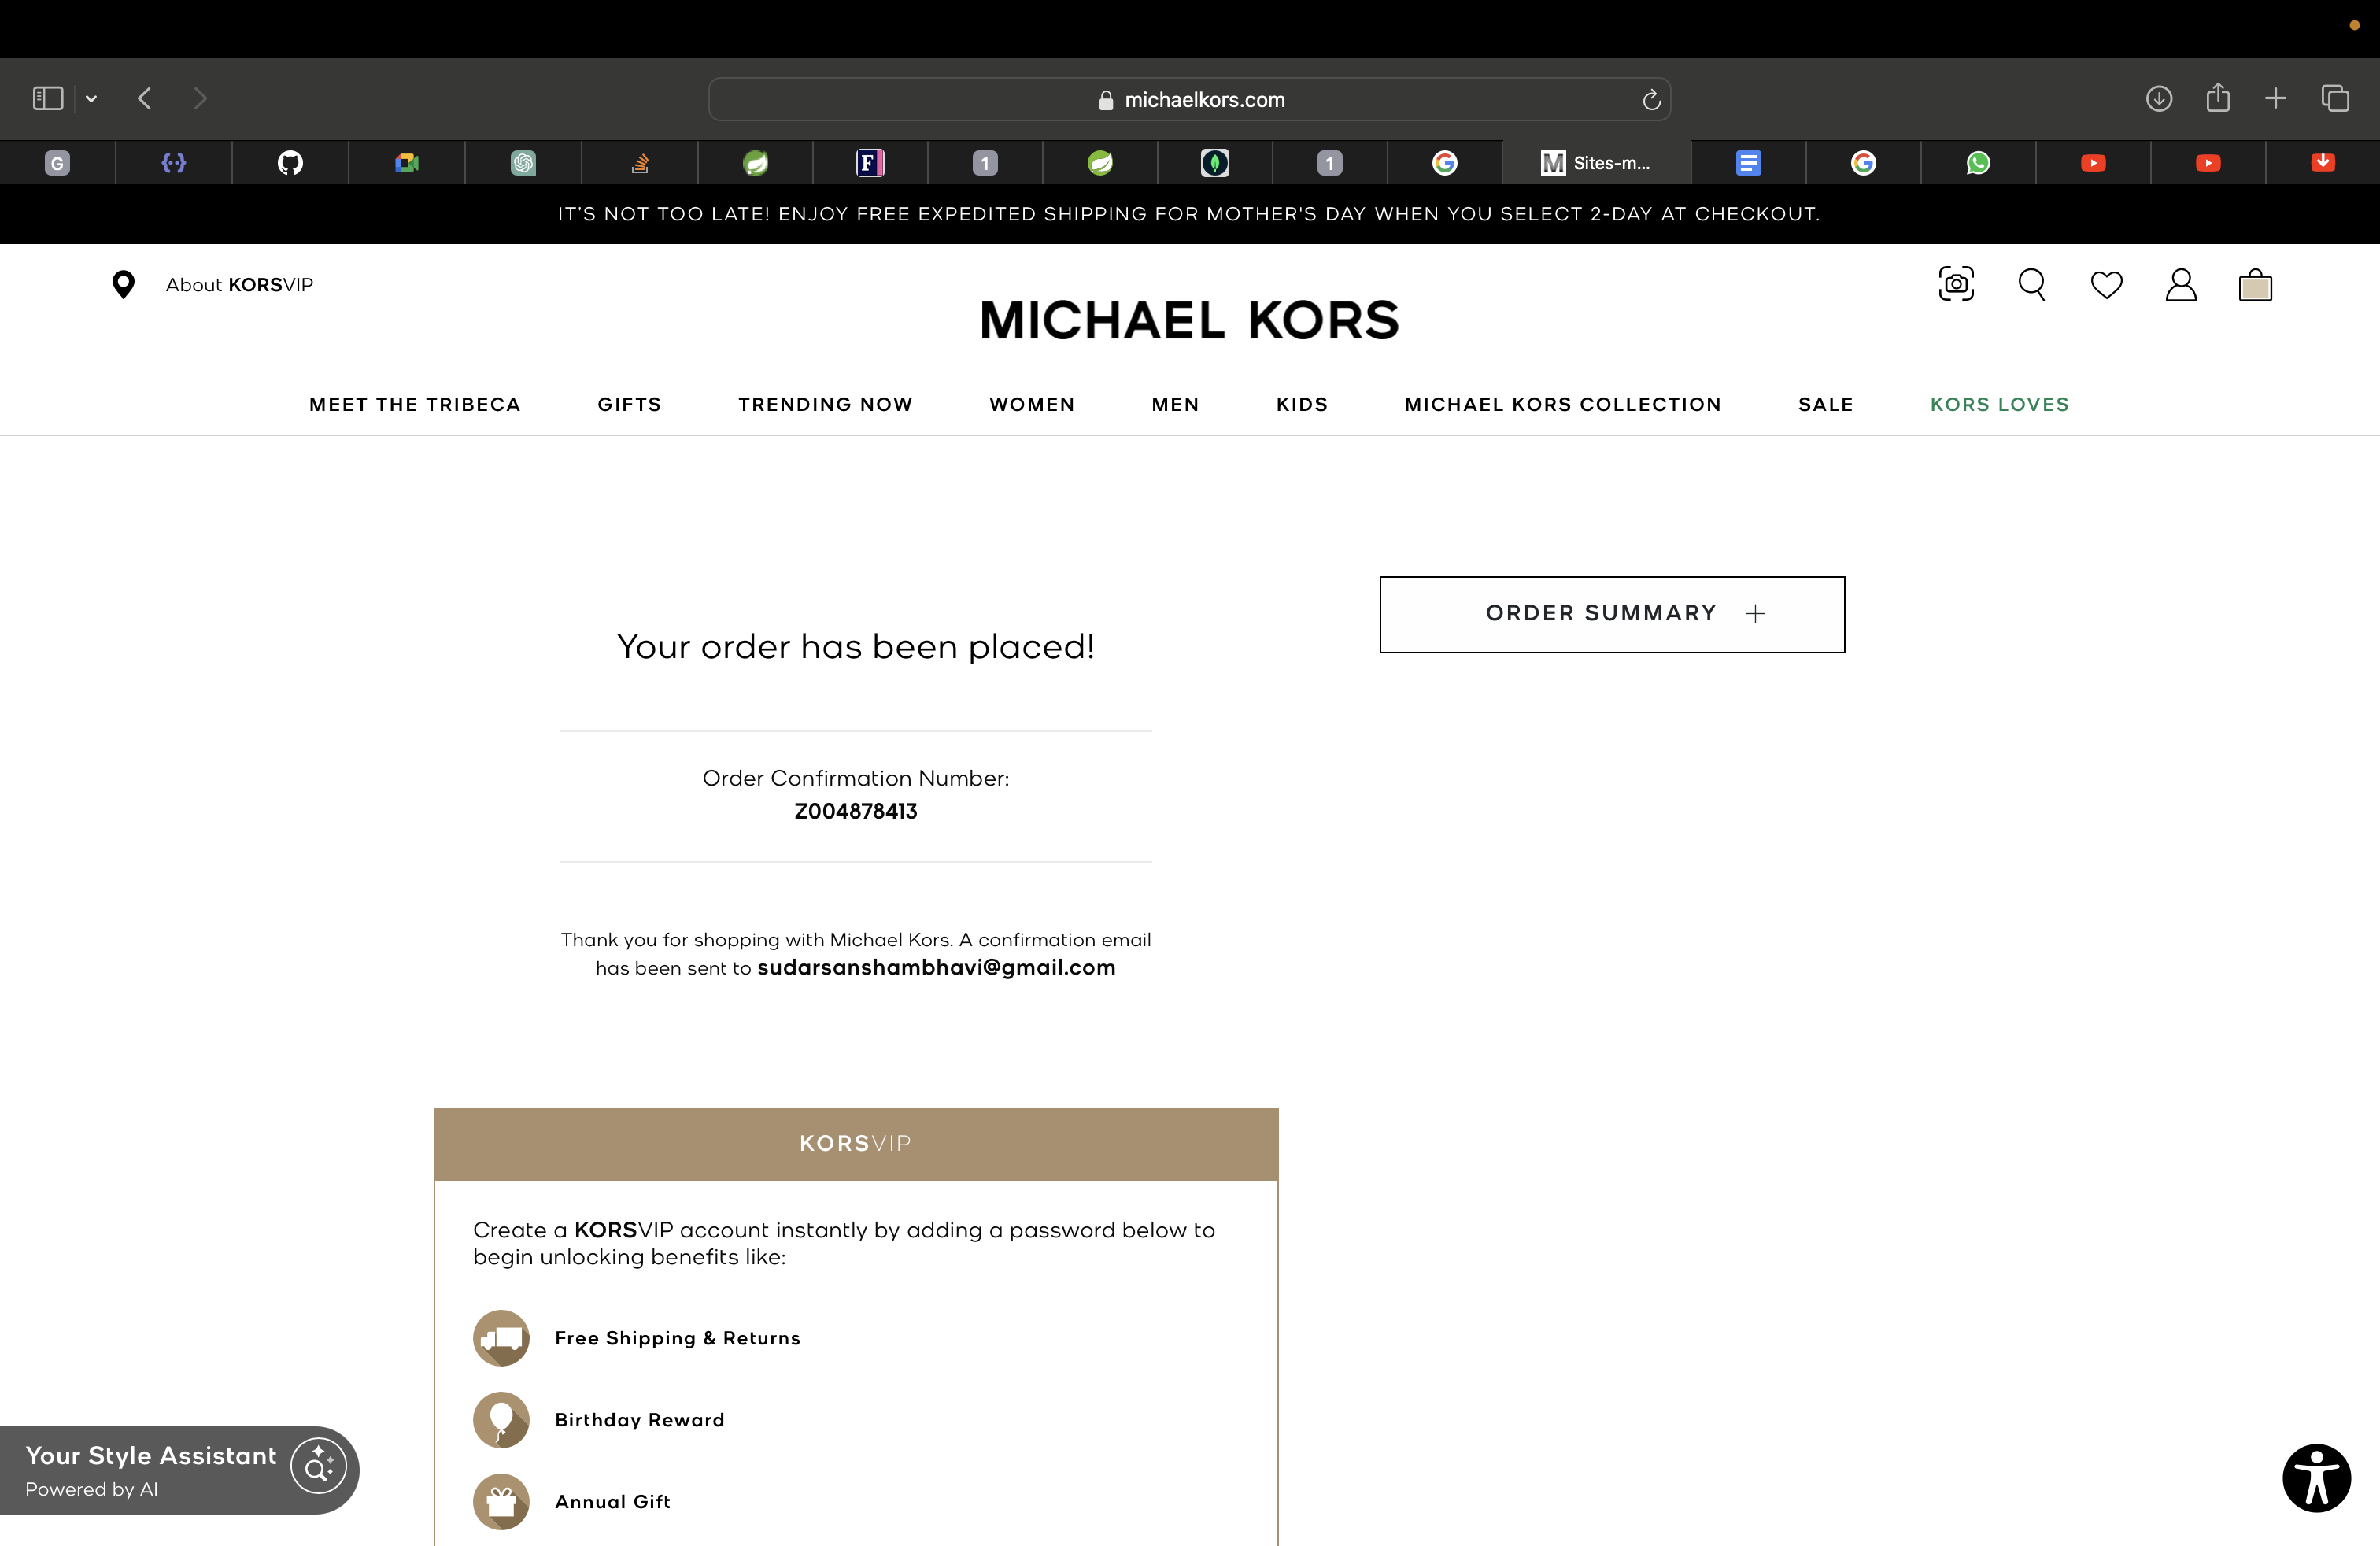 michaelkors.com
G
F
1
1
M Sites-m...
IT'S NOT TOO LATE! ENJOY FREE EXPEDITED SHIPPING FOR MOTHER'S DAY WHEN YOU SELECT 2-DAY AT CHECKOUT.
About KORSVIP
MICHAEL KORS
MEET THE TRIBECA GIFTS TRENDING NOW WOMEN MEN KIDS MICHAEL KORS COLLECTION SALE KORS LOVES
ORDER SUMMARY +
Your order has been placed!
Order Confirmation Number:
Z004878413
Thank you for shopping with Michael Kors. A confirmation email
has been sent to sudarsanshambhavi@gmail.com
KORSVIP
Create a KORSVIP account instantly by adding a password below to
begin unlocking benefits like:
Free Shipping & Returns
Birthday Reward
Annual Gift
Your Style Assistant
Powered by AI